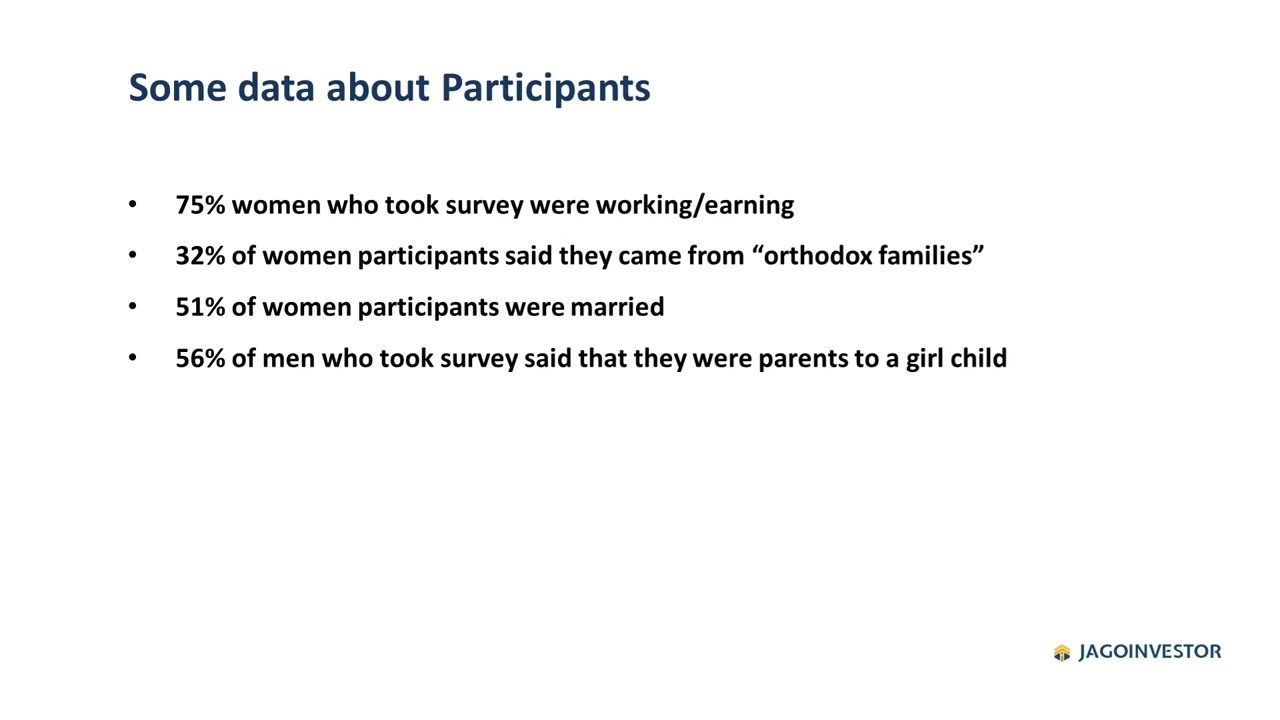 Some data about Participants
• 75% women who took survey were working/earning
• 32% of women participants said they came from “orthodox families”
• 51% of women participants were married
• 56% of men who took survey said that they were parents to a girl child
JAGOINVESTOR